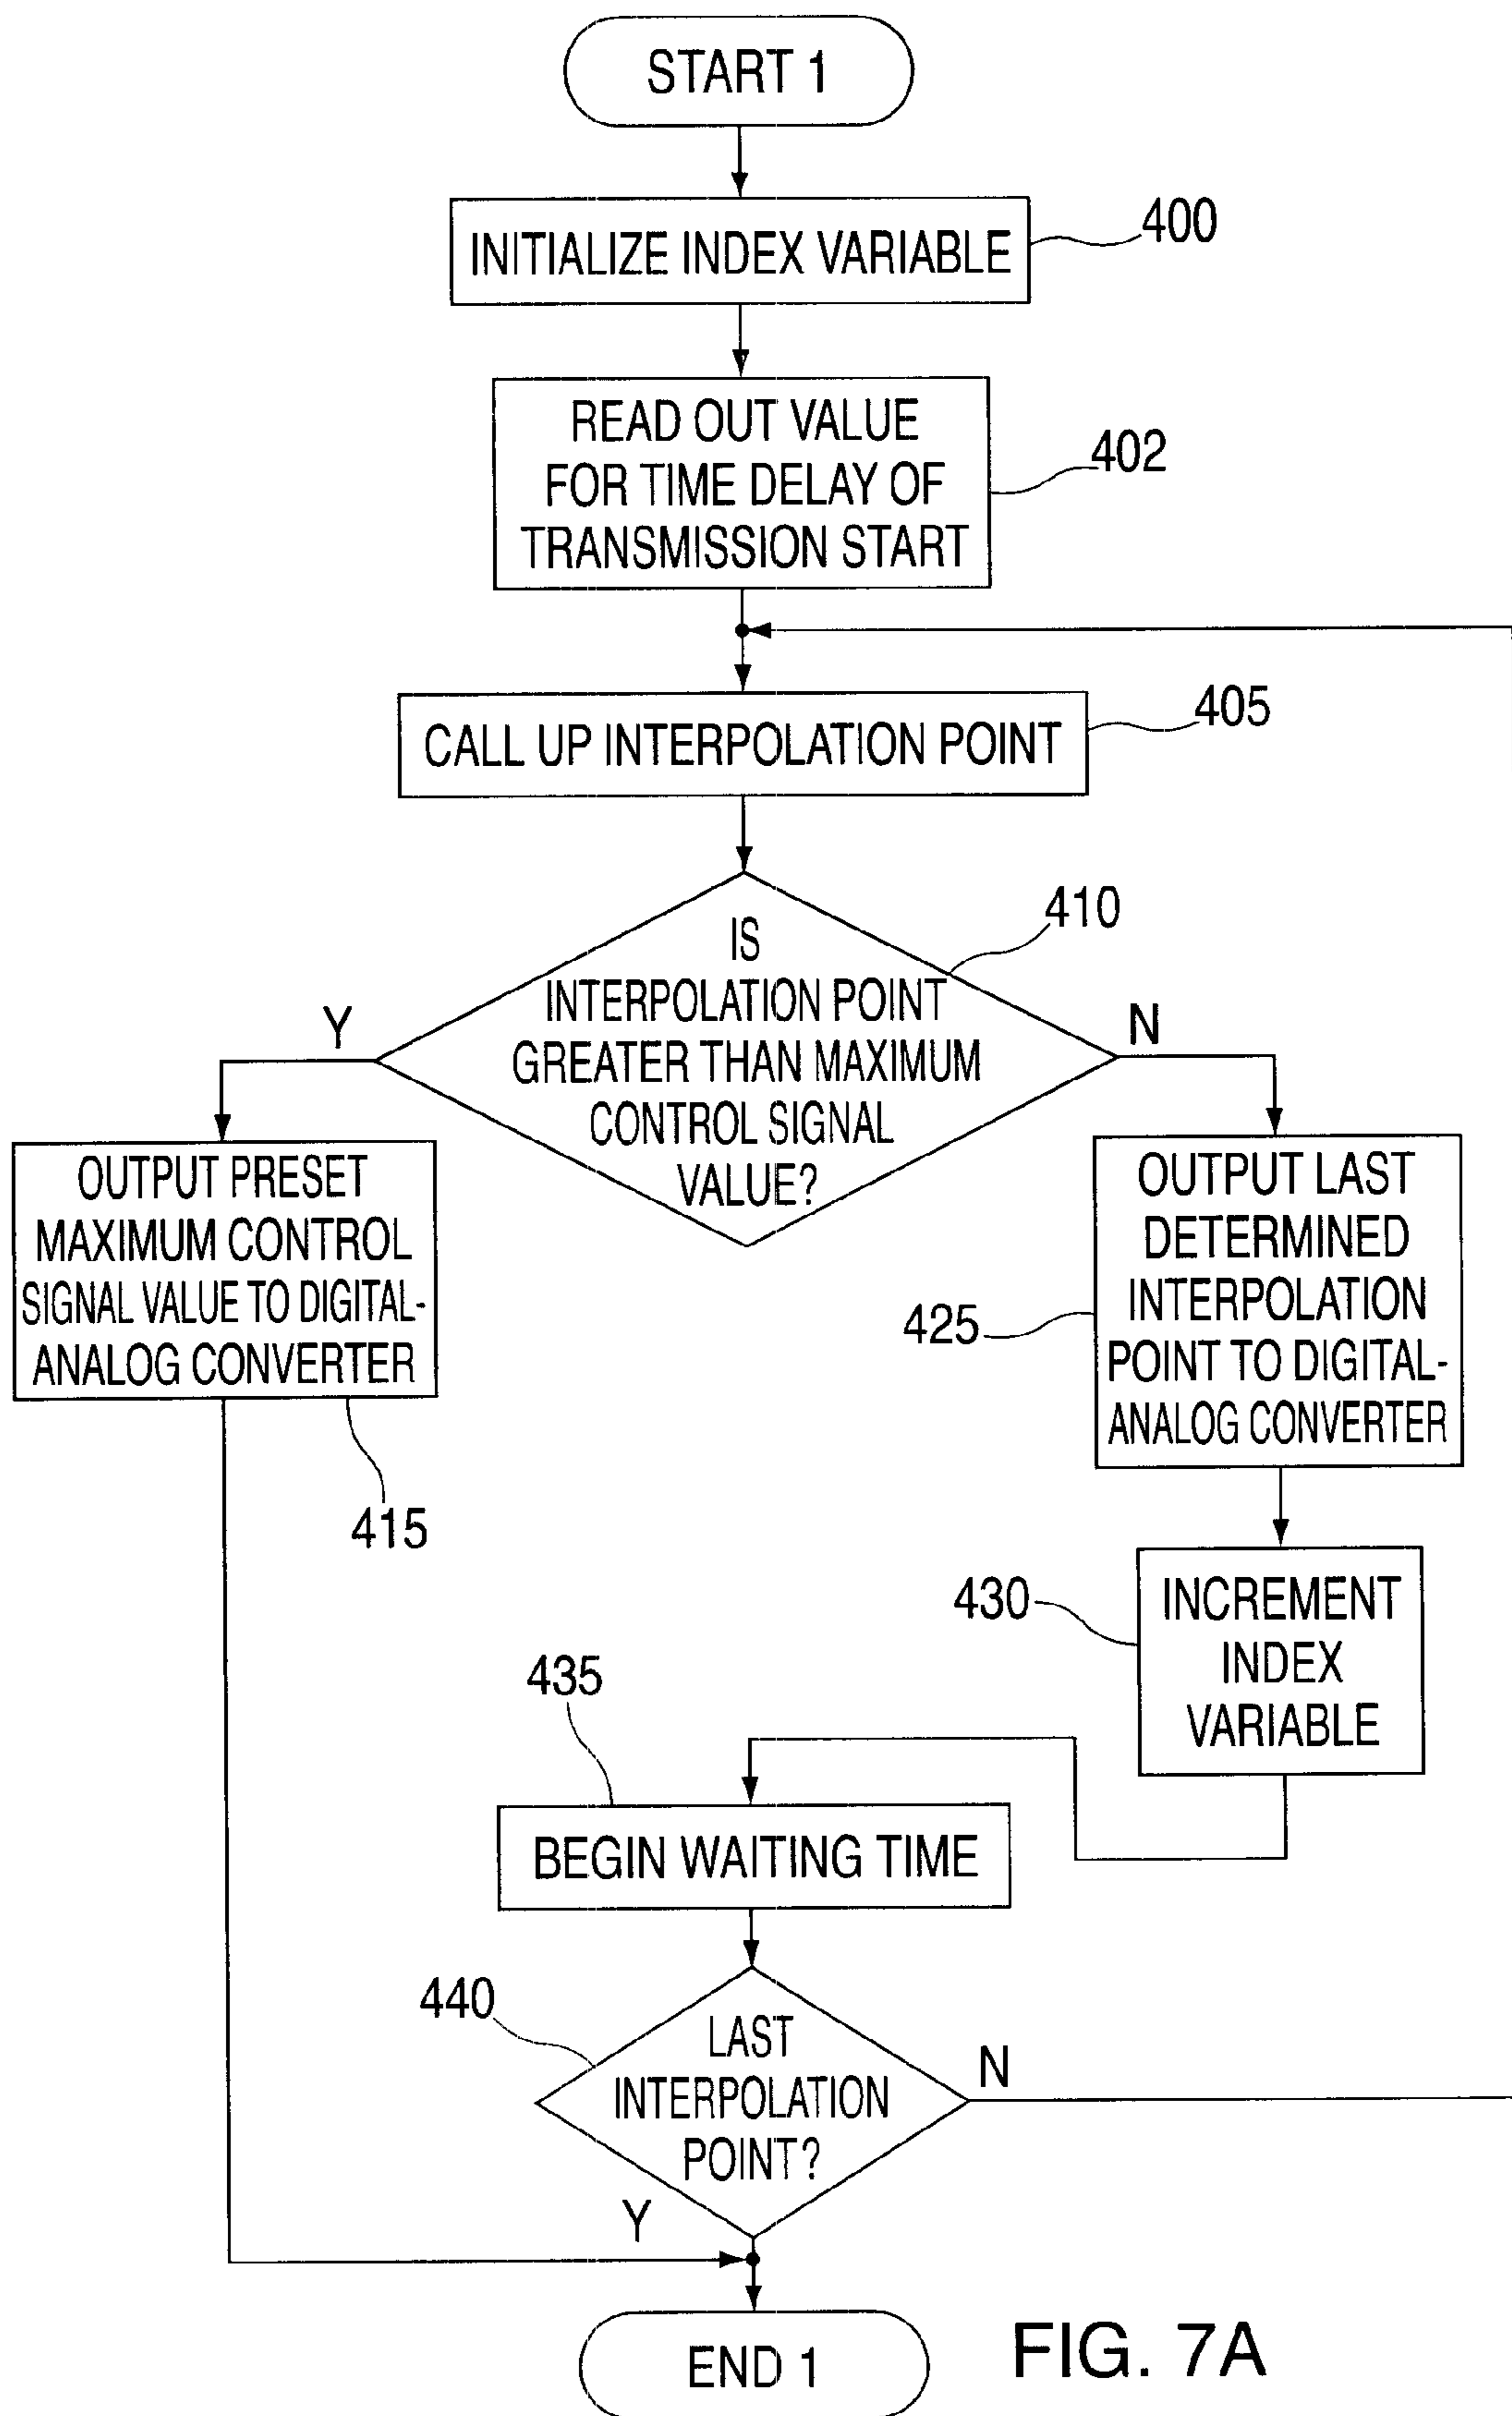 START 1
INITIALIZE INDEX VARIABLE
400
READ OUT VALUE
FOR TIME DELAY OF
TRANSMISSION START
402
CALL UP INTERPOLATION POINT
405
IS
INTERPOLATION POINT
GREATER THAN MAXIMUM
CONTROL SIGNAL
VALUE?
410
Y
N
OUTPUT PRESET
MAXIMUM CONTROL
SIGNAL VALUE TO DIGITAL-
ANALOG CONVERTER
415
OUTPUT LAST
DETERMINED
INTERPOLATION
POINT TO DIGITAL-
ANALOG CONVERTER
425
INCREMENT
INDEX
VARIABLE
430
435
BEGIN WAITING TIME
440
LAST
INTERPOLATION
POINT?
N
Y
END 1
FIG. 7A